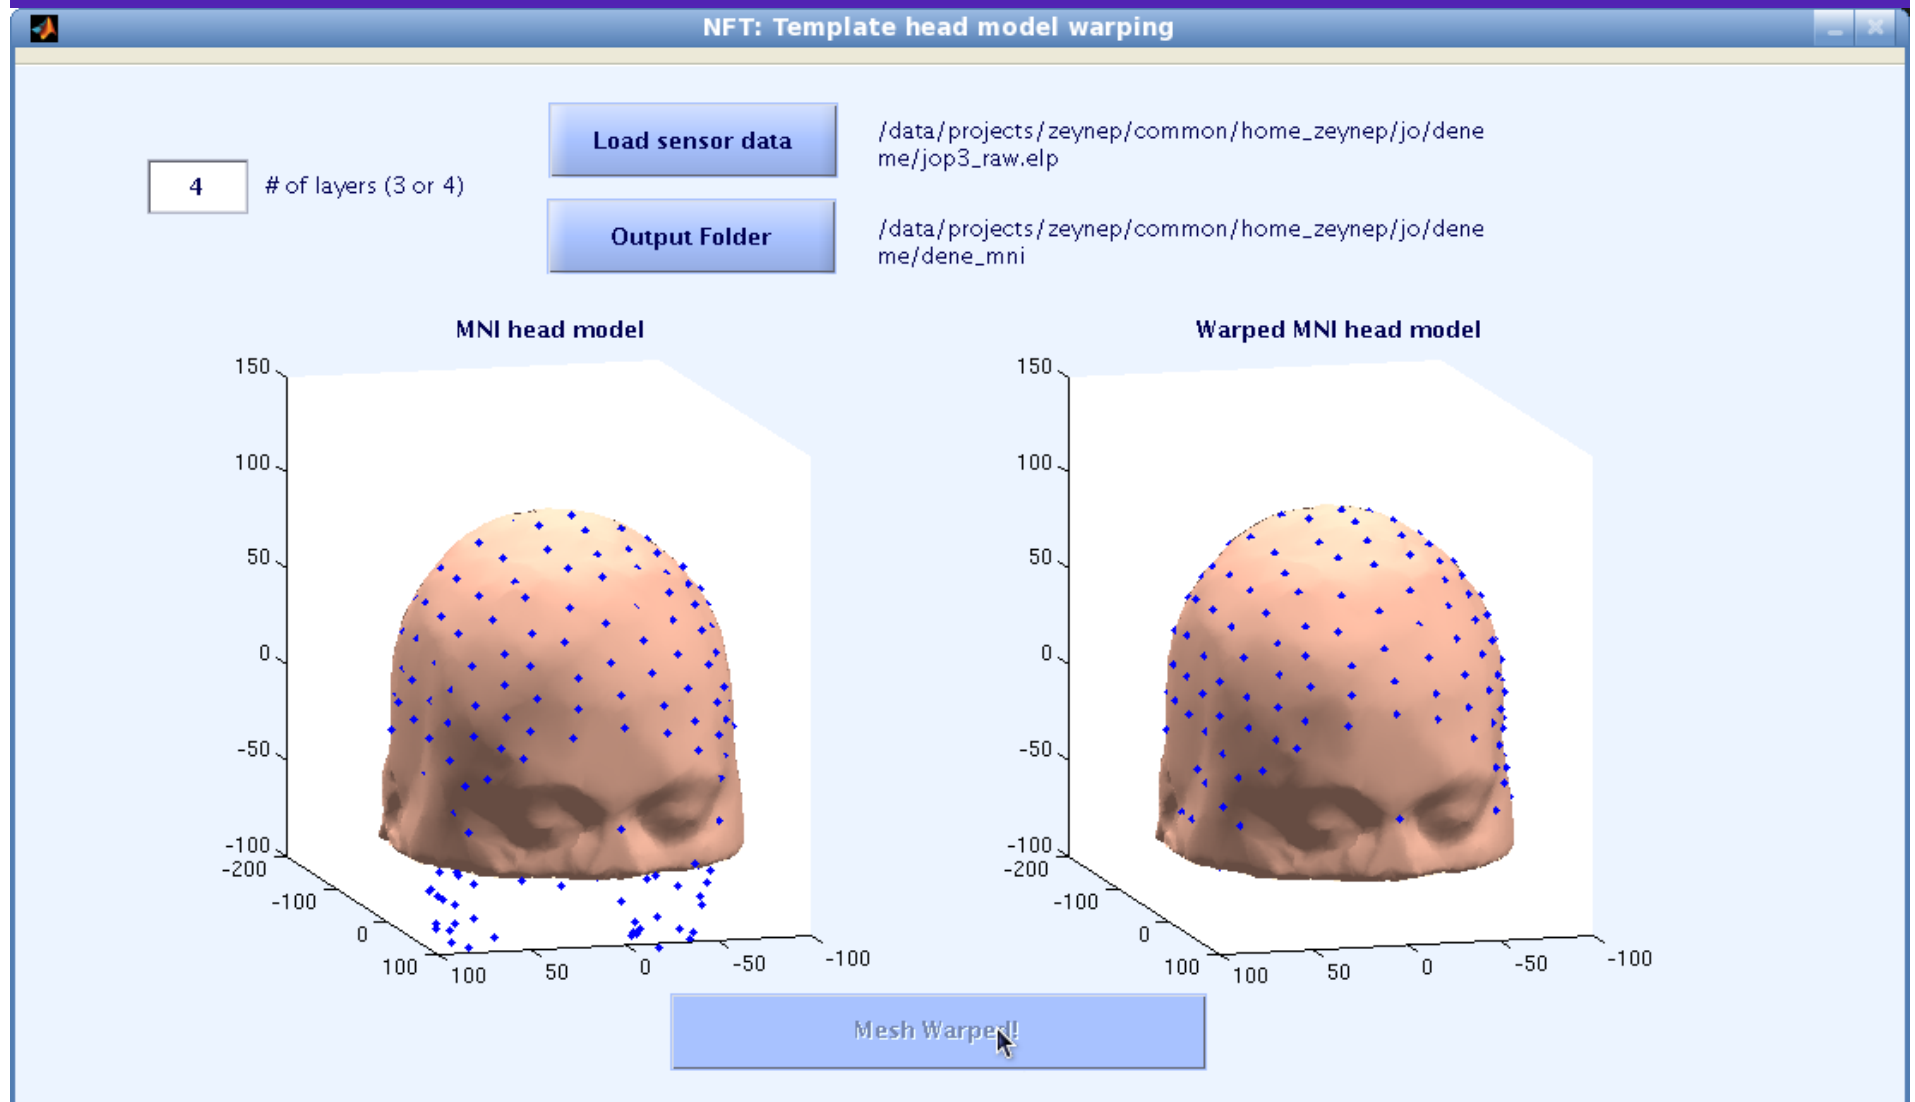 NFT: Template head model warping
Load sensor data
/data/projects/zeynep/common/home_zeynep/jo/dene
me/jop3_raw.elp
4
# of layers (3 or 4)
Output Folder
/data/projects/zeynep/common/home_zeynep/jo/dene
me/dene_mni
MNI head model
150
100
50
0
-50
-100
-200
-100
0
100
100
50
0
-50
-100
Warped MNI head model
150
100
50
0
-50
-100
-200
-100
0
100
100
50
0
-50
-100
Mesh Warped!